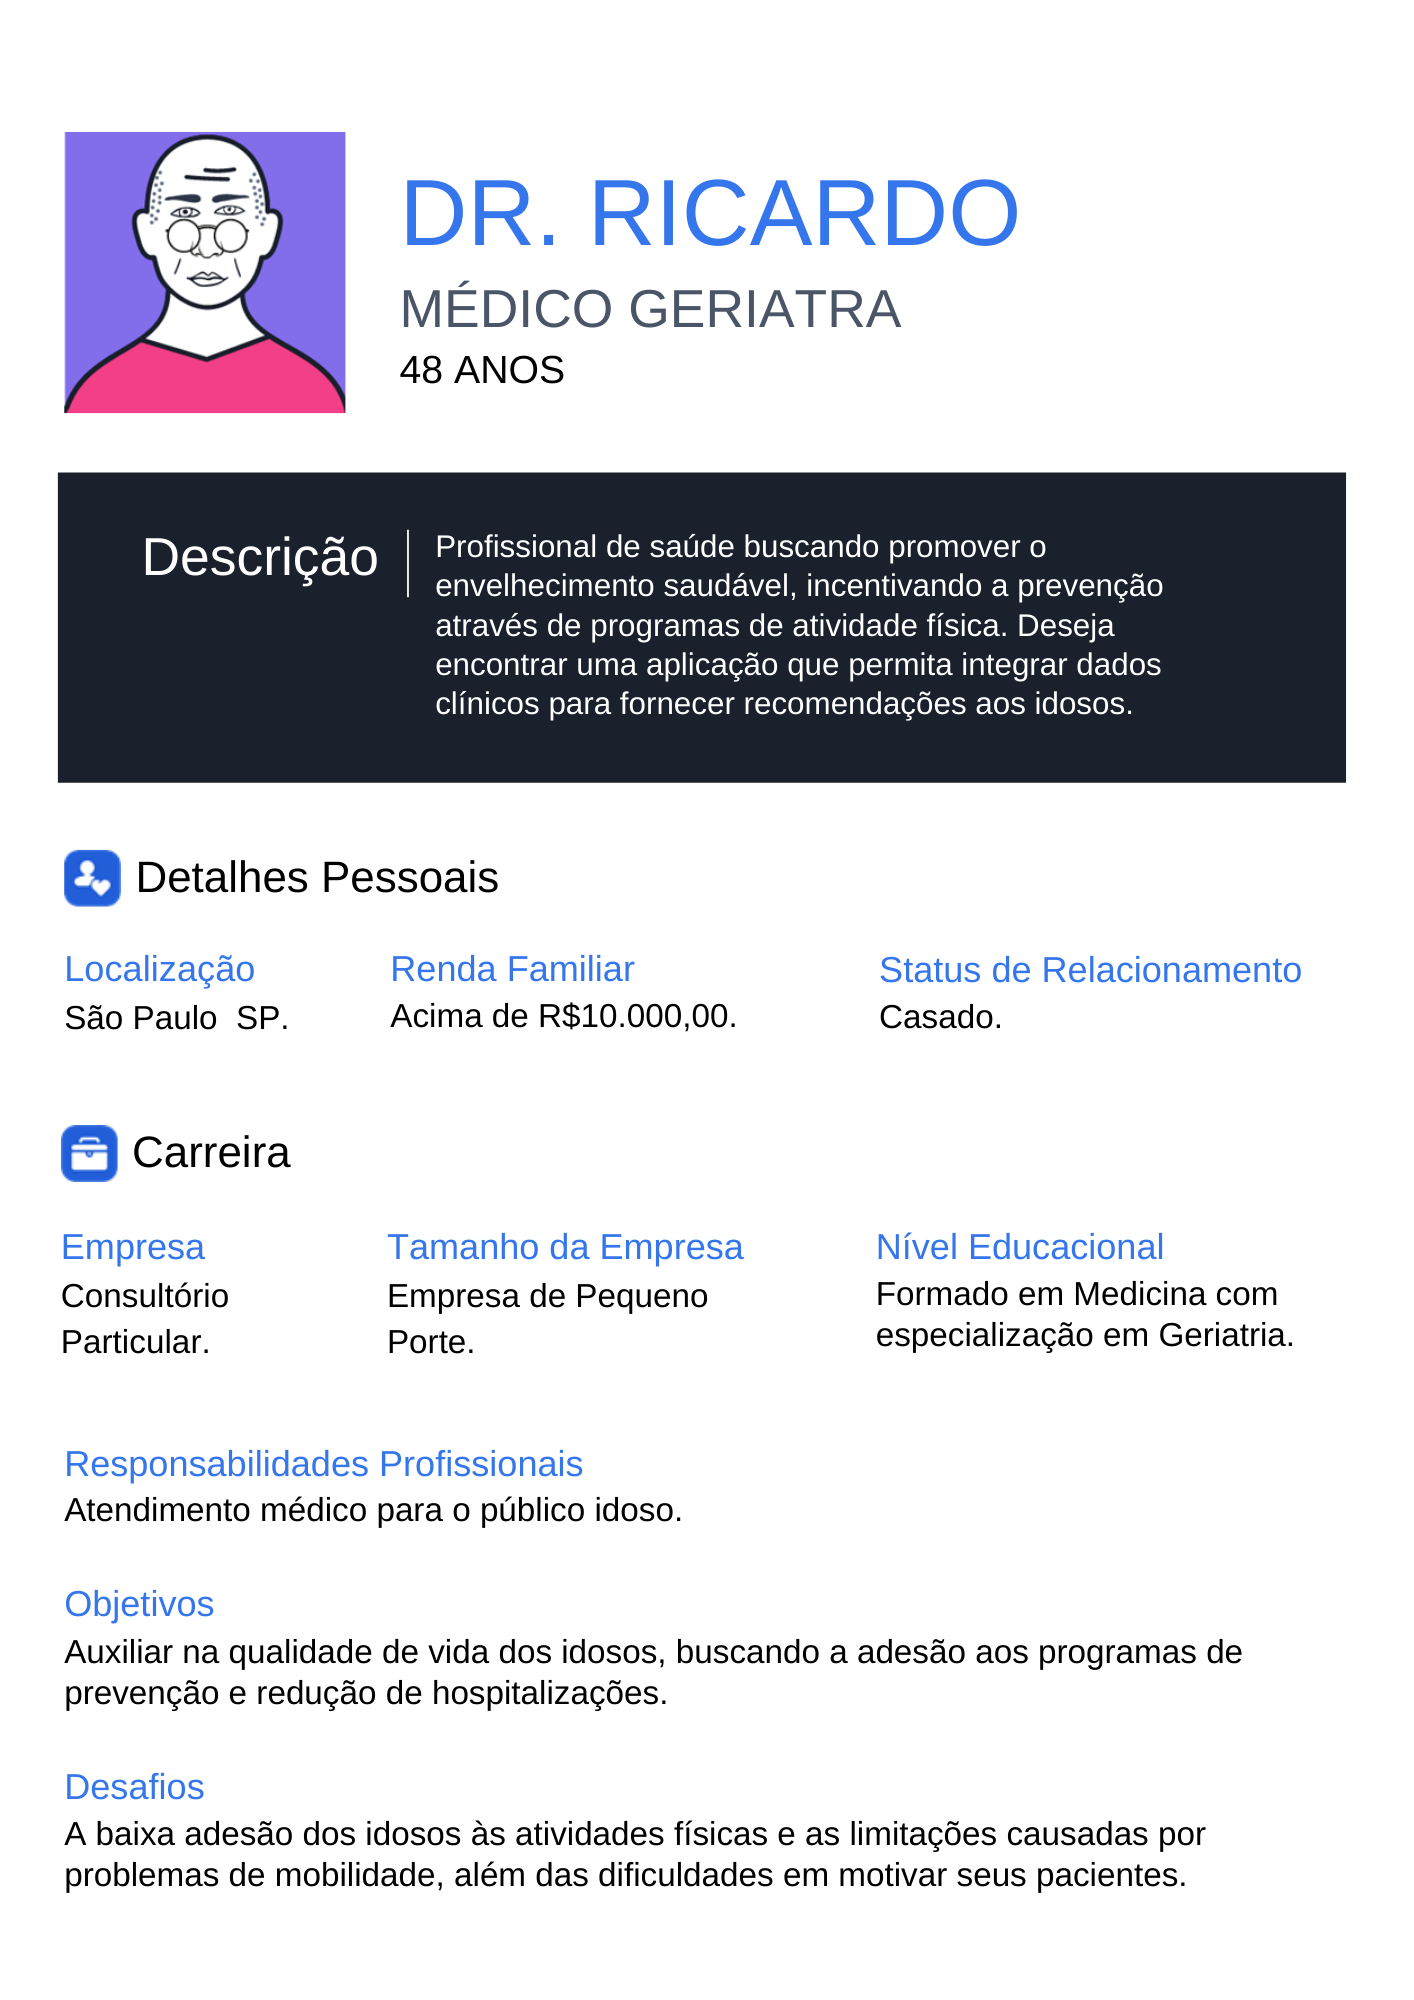 DR. RICARDO
MÉDICO GERIATRA
48 ANOS
Descrição
Profissional de saúde buscando promover o
envelhecimento saudável, incentivando a prevenção
através de programas de atividade física. Deseja
encontrar uma aplicação que permita integrar dados
clínicos para fornecer recomendações aos idosos.
Detalhes Pessoais
Localização
São Paulo  SP.
Renda Familiar
Acima de R$10.000,00.
Status de Relacionamento
Casado.
Carreira
Empresa
Consultório
Particular.
Tamanho da Empresa
Empresa de Pequeno
Porte.
Nível Educacional
Formado em Medicina com
especialização em Geriatria.
Responsabilidades Profissionais
Atendimento médico para o público idoso.
Objetivos
Auxiliar na qualidade de vida dos idosos, buscando a adesão aos programas de
prevenção e redução de hospitalizações.
Desafios
A baixa adesão dos idosos às atividades físicas e as limitações causadas por
problemas de mobilidade, além das dificuldades em motivar seus pacientes.